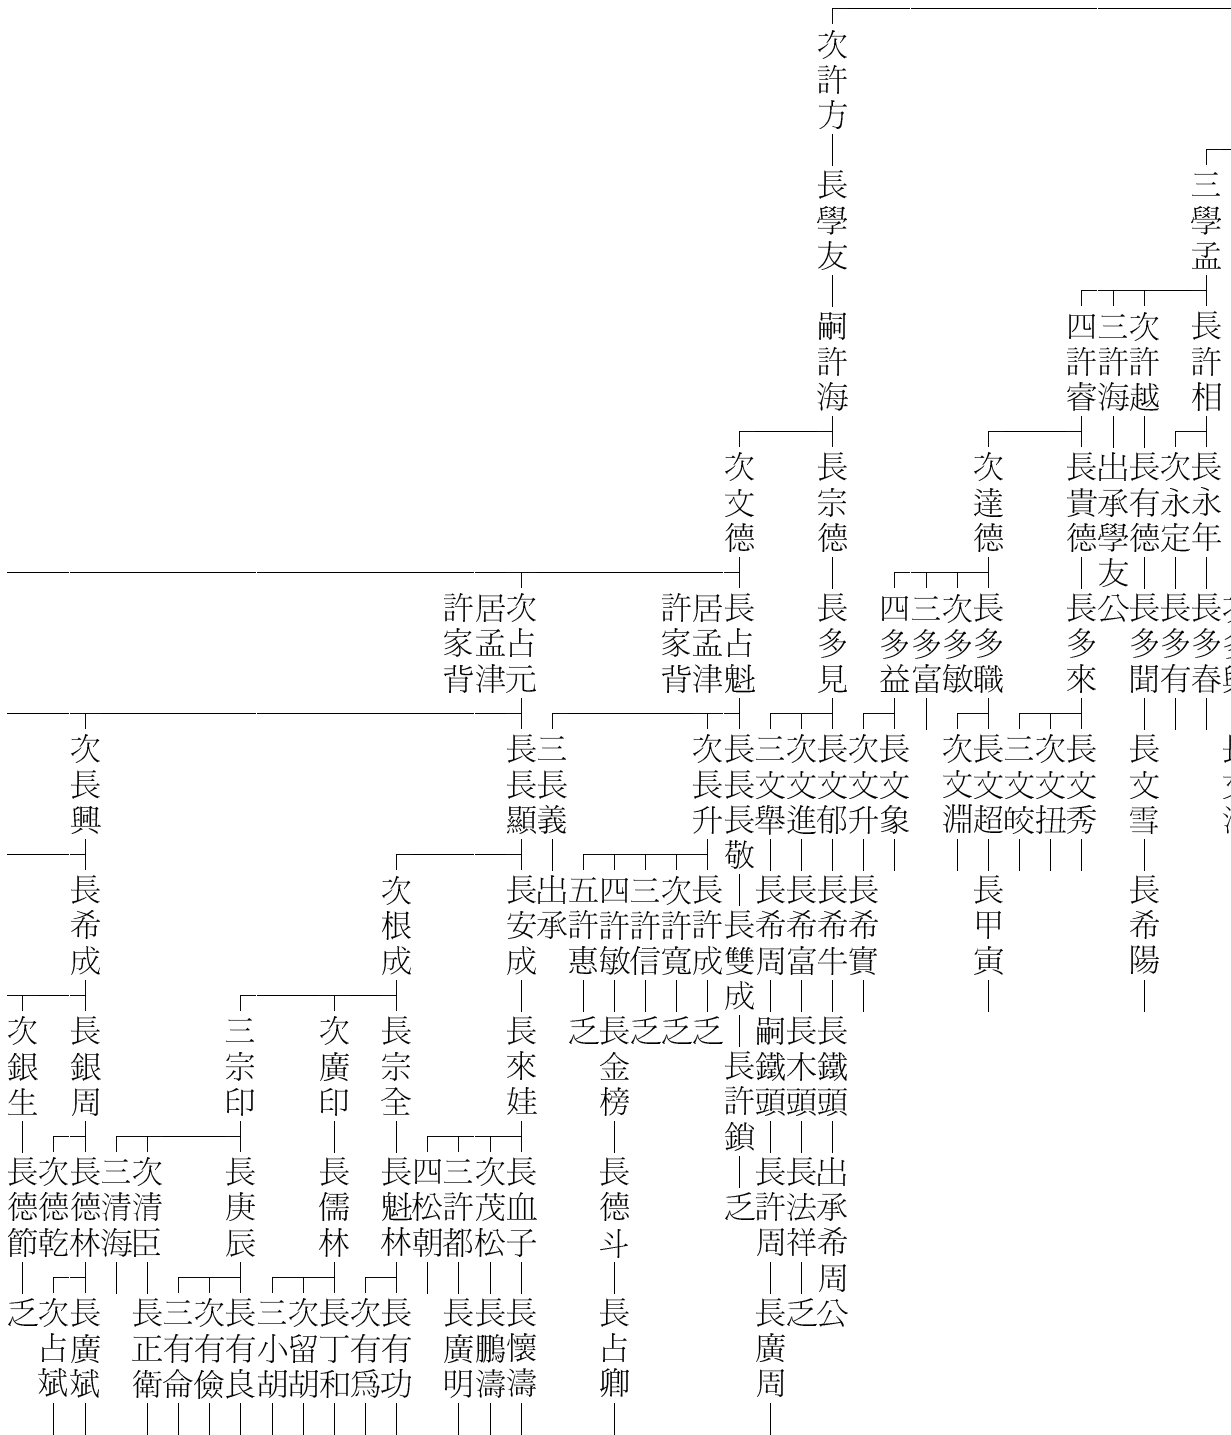 次許方
三學孟
長學友
長許相
次許越
三許海
四許睿
嗣許海
長永年
次永定
長有德
出承學友公
長貴德
次達德
長宗德
次文德
長多春
長多有
長多聞
長多來
長多職
次多敏
三多富
四多益
長多見
長占魁
居孟津
許家背
次占元
居孟津
許家背
長文雪
長文秀
次文扭
三文皎
長文超
次文淵
長文象
次文升
長文郁
次文進
三文舉
長長長敬
次長升
三長義
長長顯
次長興
長希陽
長甲寅
長希實
長希牛
長希富
長希周
長雙成
長許成
次許寬
三許信
四許敏
五許惠
出承
長安成
次根成
長希成
長鐵頭
長木頭
嗣鐵頭
長許鎖
乏
乏
乏
長金榜
乏
長來娃
長宗全
次廣印
三宗印
長銀周
次銀生
出承希周公
長法祥
長許周
乏
長德斗
長血子
次茂松
三許都
四松朝
長魁林
長儒林
長庚辰
次清臣
三清海
長德林
次德乾
長德節
乏
長廣周
長占卿
長懷濤
長鵬濤
長廣明
長有功
次有爲
長丁和
次留胡
三小胡
長有良
次有儉
三有侖
長正衛
長廣斌
次占斌
乏